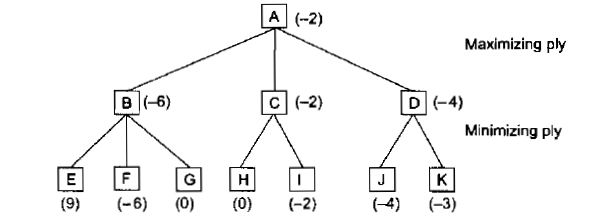 A (–2)
Maximizing ply
B (–6) C (–2) D (–4)
Minimizing ply
E F G H I J K
(9) (–6) (0) (0) (–2) (–4) (–3)